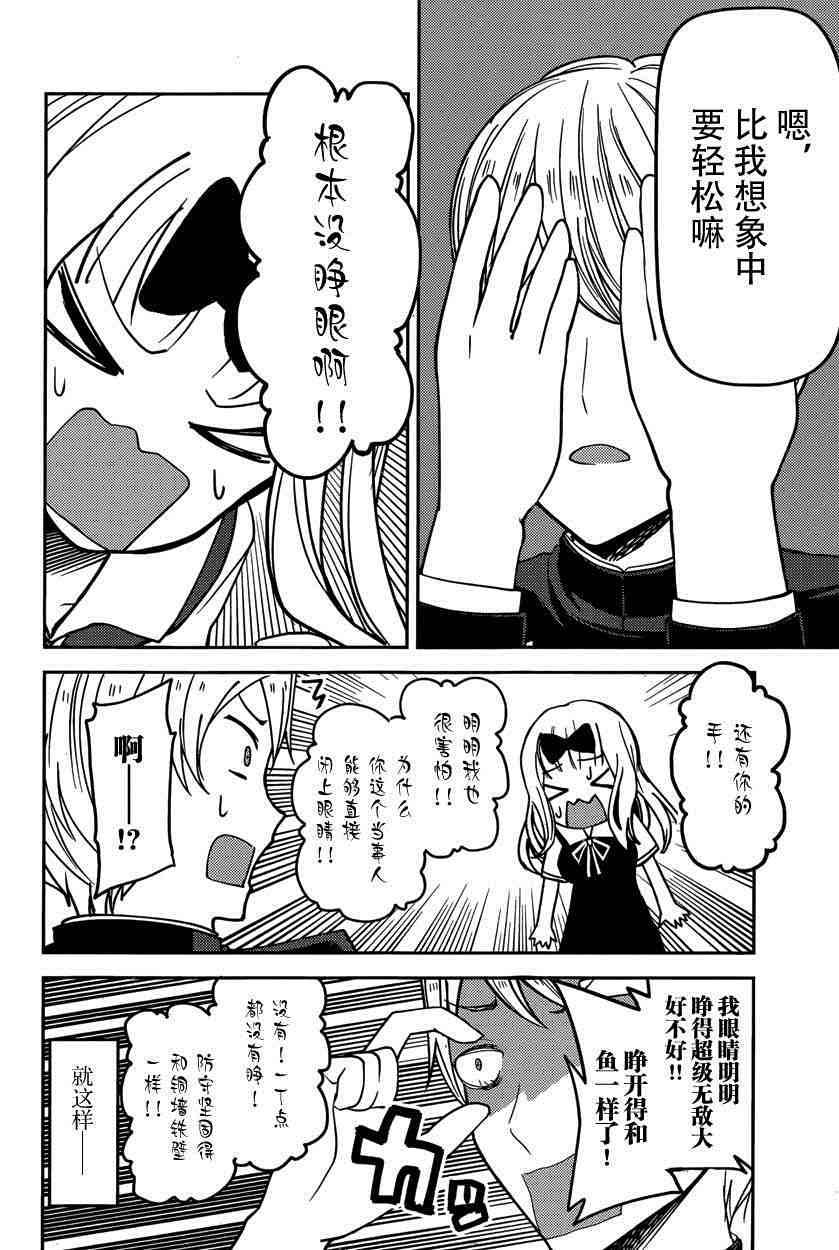 嗯，
比我想象中
要轻松嘛
根本没睁眼啊！！
还有你的
手！！
明明我也
很害怕！！
为什么
你这个当事人
能够直接
闭上眼睛！！
啊
——
！？
我眼睛明明
睁得超级无敌大
好不好！！
睁开得和
鱼一样了！
没有！一丁点
都没有睁！
防守坚固得
和铜墙铁壁
一样！！
カッ
就这样——